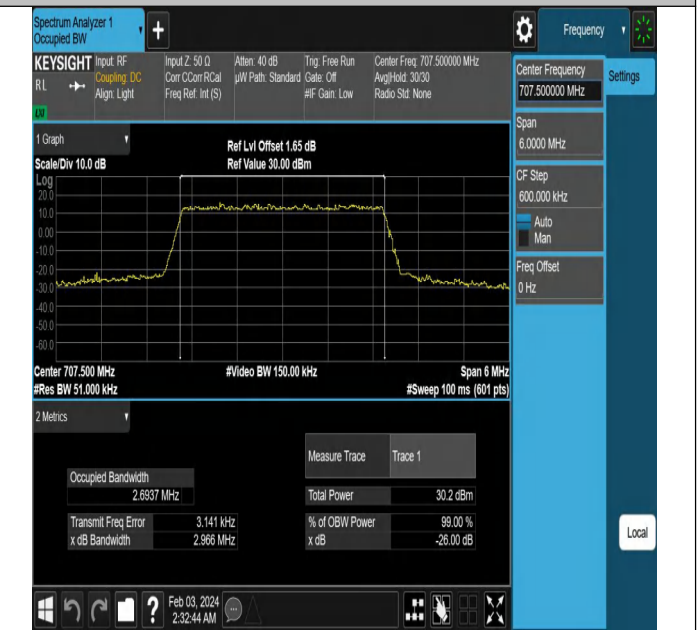 Spectrum Analyzer 1
Occupied BW
Frequency
KEYSIGHT
RL
Input: RF
Coupling: DC
Align: Light
Input Z: 50 Ω
Corr CCorr RCal
Freq Ref: Int (S)
Atten: 40 dB
µW Path: Standard
Trig: Free Run
Gate: Off
#IF Gain: Low
Center Freq: 707.500000 MHz
Avg|Hold: 30/30
Radio Std: None
1 Graph
Scale/Div 10.0 dB
Ref Lvl Offset 1.65 dB
Ref Value 30.00 dBm
Log
20.0
10.0
0.00
-10.0
-20.0
-30.0
-40.0
-50.0
-60.0
Center 707.500 MHz
#Video BW 150.00 kHz
Span 6 MHz
#Res BW 51.000 kHz
#Sweep 100 ms (601 pts)
2 Metrics
Measure Trace
Trace 1
Occupied Bandwidth
2.6937 MHz
Total Power
30.2 dBm
Transmit Freq Error
3.141 kHz
% of OBW Power
99.00 %
x dB Bandwidth
2.966 MHz
x dB
-26.00 dB
Feb 03, 2024
2:32:44 AM
Center Frequency
707.500000 MHz
Settings
Span
6.0000 MHz
CF Step
600.000 kHz
Auto
Man
Freq Offset
0 Hz
Local